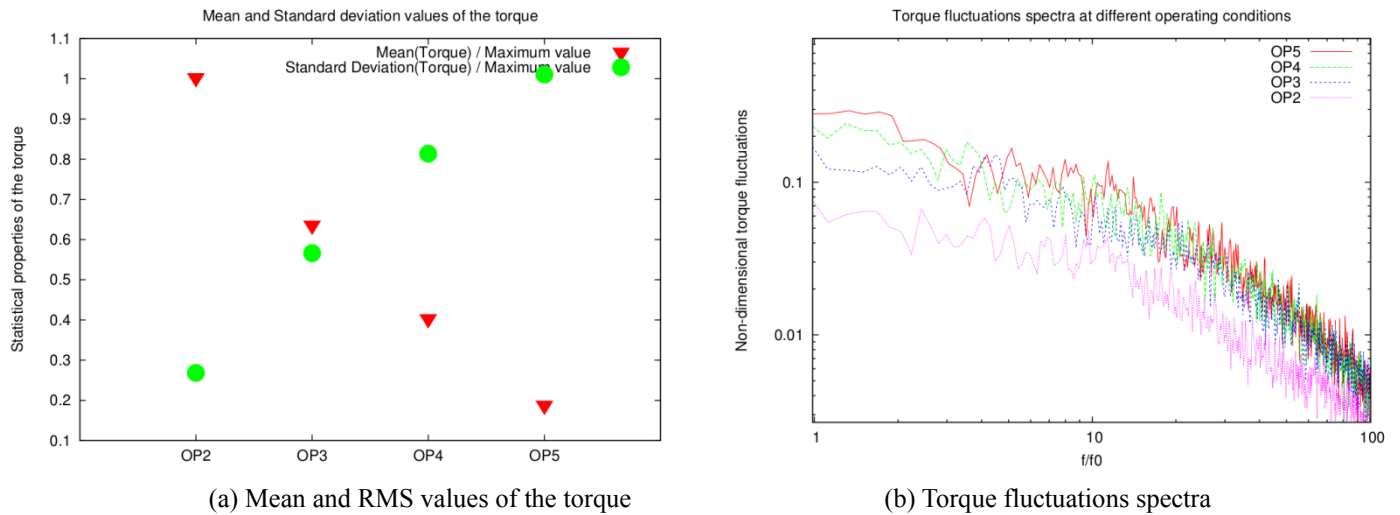 Mean and Standard deviation values of the torque
Statistical properties of the torque
1.1
1
0.9
0.8
0.7
0.6
0.5
0.4
0.3
0.2
0.1
Mean(Torque) / Maximum value
Standard Deviation(Torque) / Maximum value
OP2 OP3 OP4 OP5
(a) Mean and RMS values of the torque
Torque fluctuations spectra at different operating conditions
Non-dimensional torque fluctuations
0.1
0.01
OP5
OP4
OP3
OP2
1 10 100
f/f0
(b) Torque fluctuations spectra